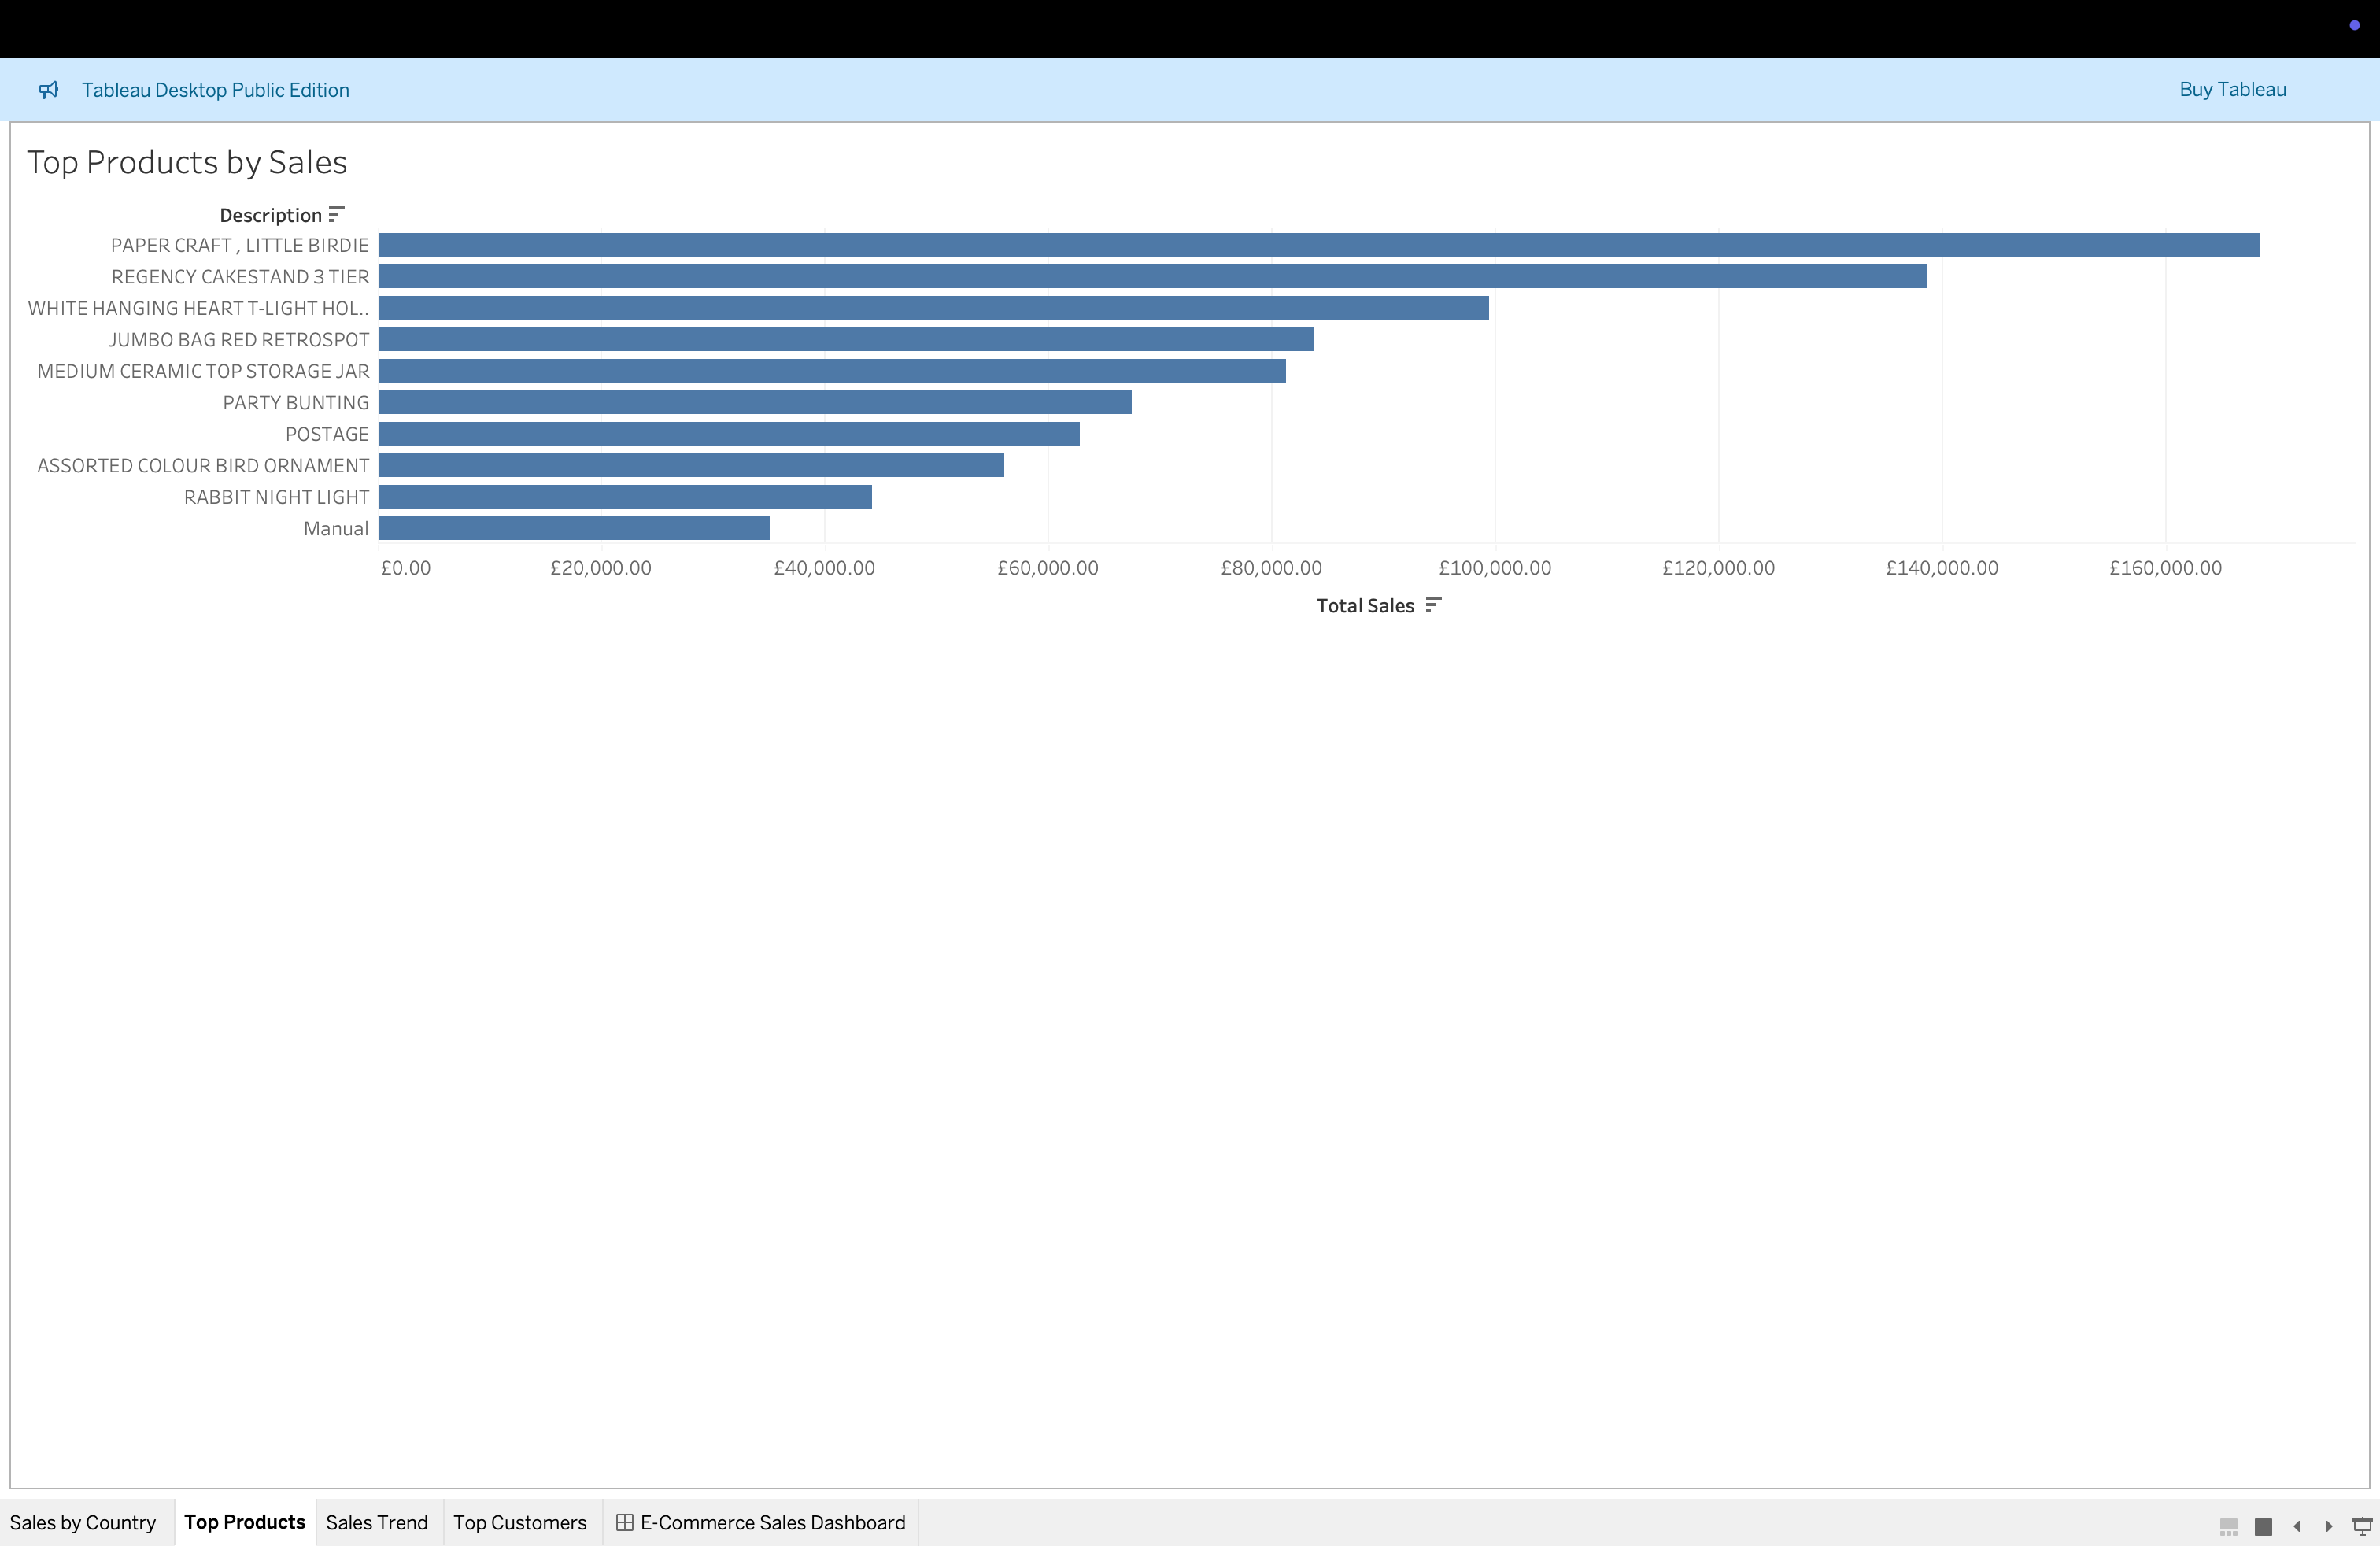 Tableau Desktop Public Edition
Buy Tableau
Top Products by Sales
Description
PAPER CRAFT , LITTLE BIRDIE
REGENCY CAKESTAND 3 TIER
WHITE HANGING HEART T-LIGHT HOL..
JUMBO BAG RED RETROSPOT
MEDIUM CERAMIC TOP STORAGE JAR
PARTY BUNTING
POSTAGE
ASSORTED COLOUR BIRD ORNAMENT
RABBIT NIGHT LIGHT
Manual
£0.00 £20,000.00 £40,000.00 £60,000.00 £80,000.00 £100,000.00 £120,000.00 £140,000.00 £160,000.00
Total Sales
Sales by Country Top Products Sales Trend Top Customers E-Commerce Sales Dashboard